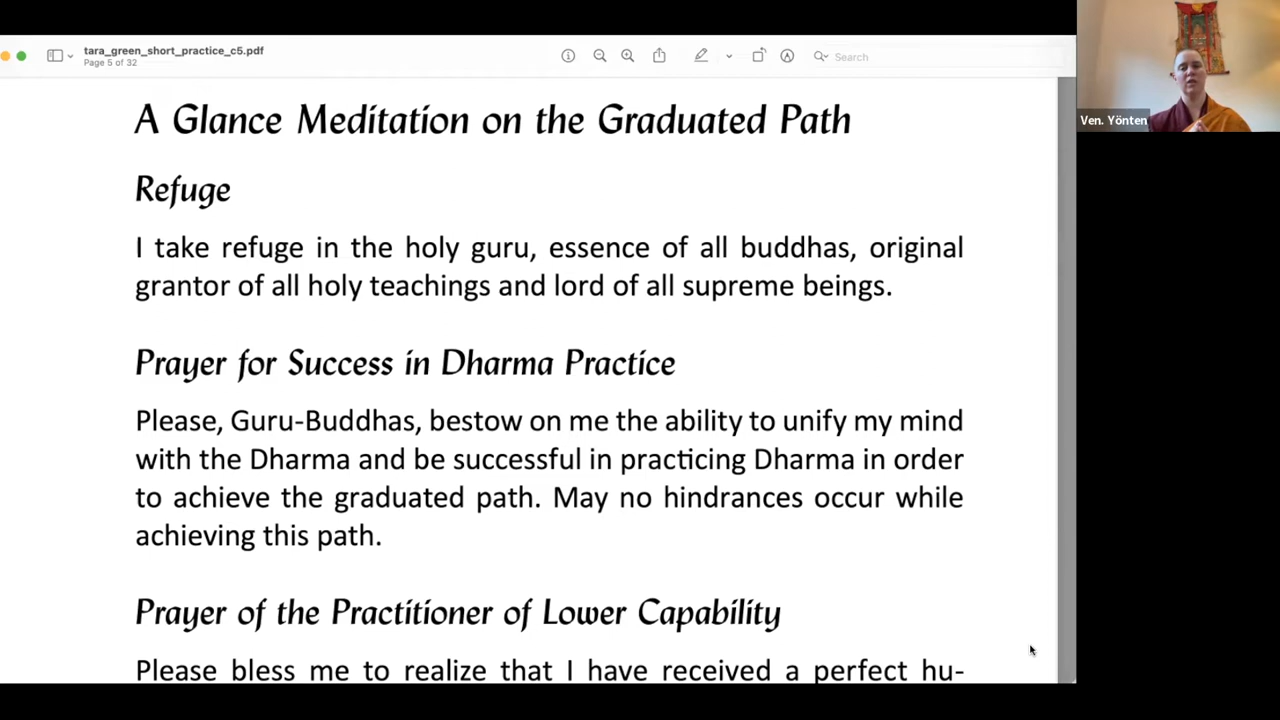 tara_green_short_practice_c5.pdf
Page 5 of 32
Search
A Glance Meditation on the Graduated Path
Refuge
I take refuge in the holy guru, essence of all buddhas, original
grantor of all holy teachings and lord of all supreme beings.
Prayer for Success in Dharma Practice
Please, Guru-Buddhas, bestow on me the ability to unify my mind
with the Dharma and be successful in practicing Dharma in order
to achieve the graduated path. May no hindrances occur while
achieving this path.
Prayer of the Practitioner of Lower Capability
Please bless me to realize that I have received a perfect hu-
Ven. Yönten